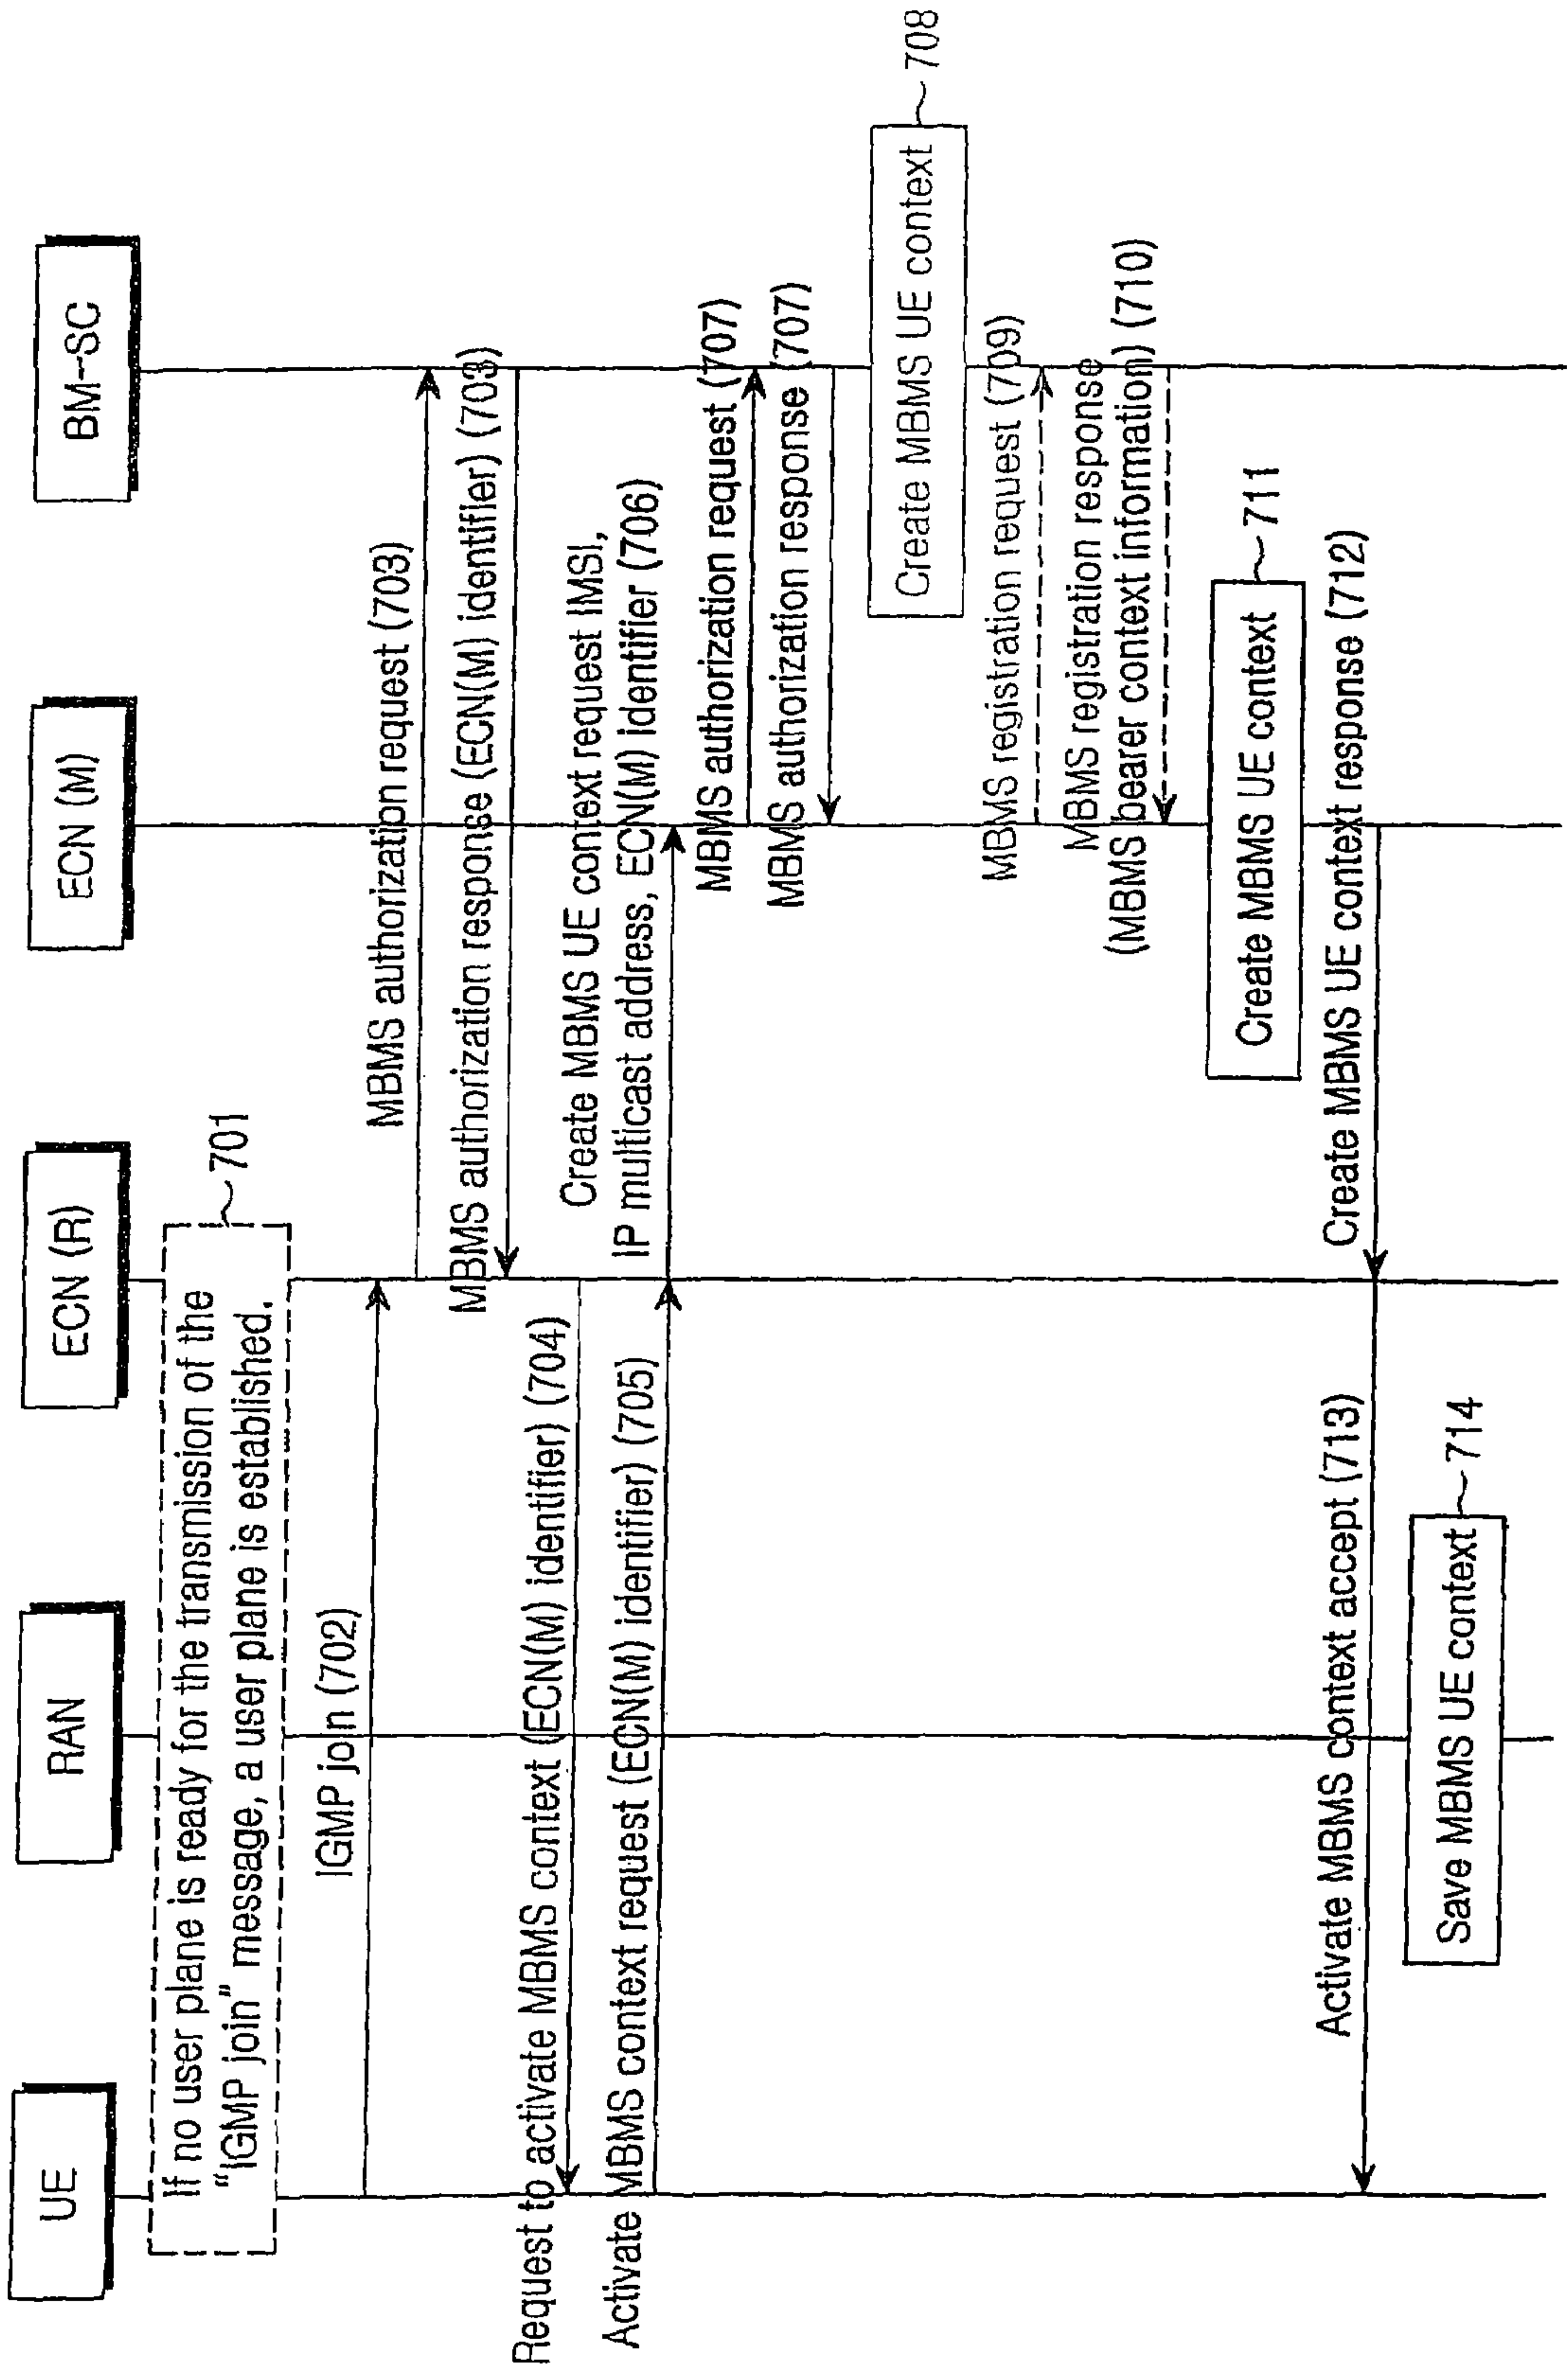 UE
RAN
ECN (R)
ECN (M)
BM-SC
If no user plane is ready for the transmission of the
"IGMP join" message, a user plane is established.
701
IGMP join (702)
MBMS authorization request (703)
MBMS authorization response (ECN(M) identifier) (703)
Request to activate MBMS context (ECN(M) identifier) (704)
Activate MBMS context request (ECN(M) identifier) (705)
Create MBMS UE context request IMSI,
IP multicast address, ECN(M) identifier (706)
MBMS authorization request (707)
MBMS authorization response (707)
Create MBMS UE context
708
MBMS registration request (709)
MBMS registration response
(MBMS bearer context information) (710)
Create MBMS UE context
711
Create MBMS UE context response (712)
Activate MBMS context accept (713)
Save MBMS UE context
714